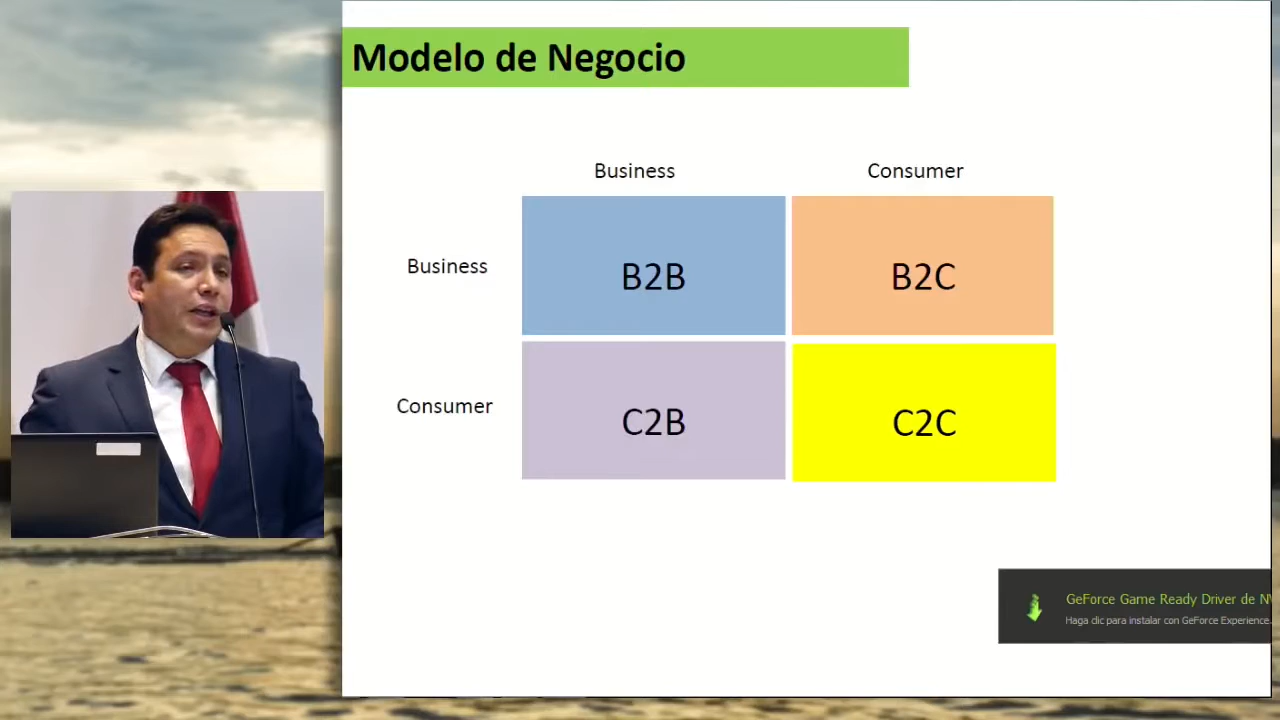 Modelo de Negocio
Business Consumer
Business B2B B2C
Consumer C2B C2C
GeForce Game Ready Driver de
Haga clic para instalar con GeForce Experience.